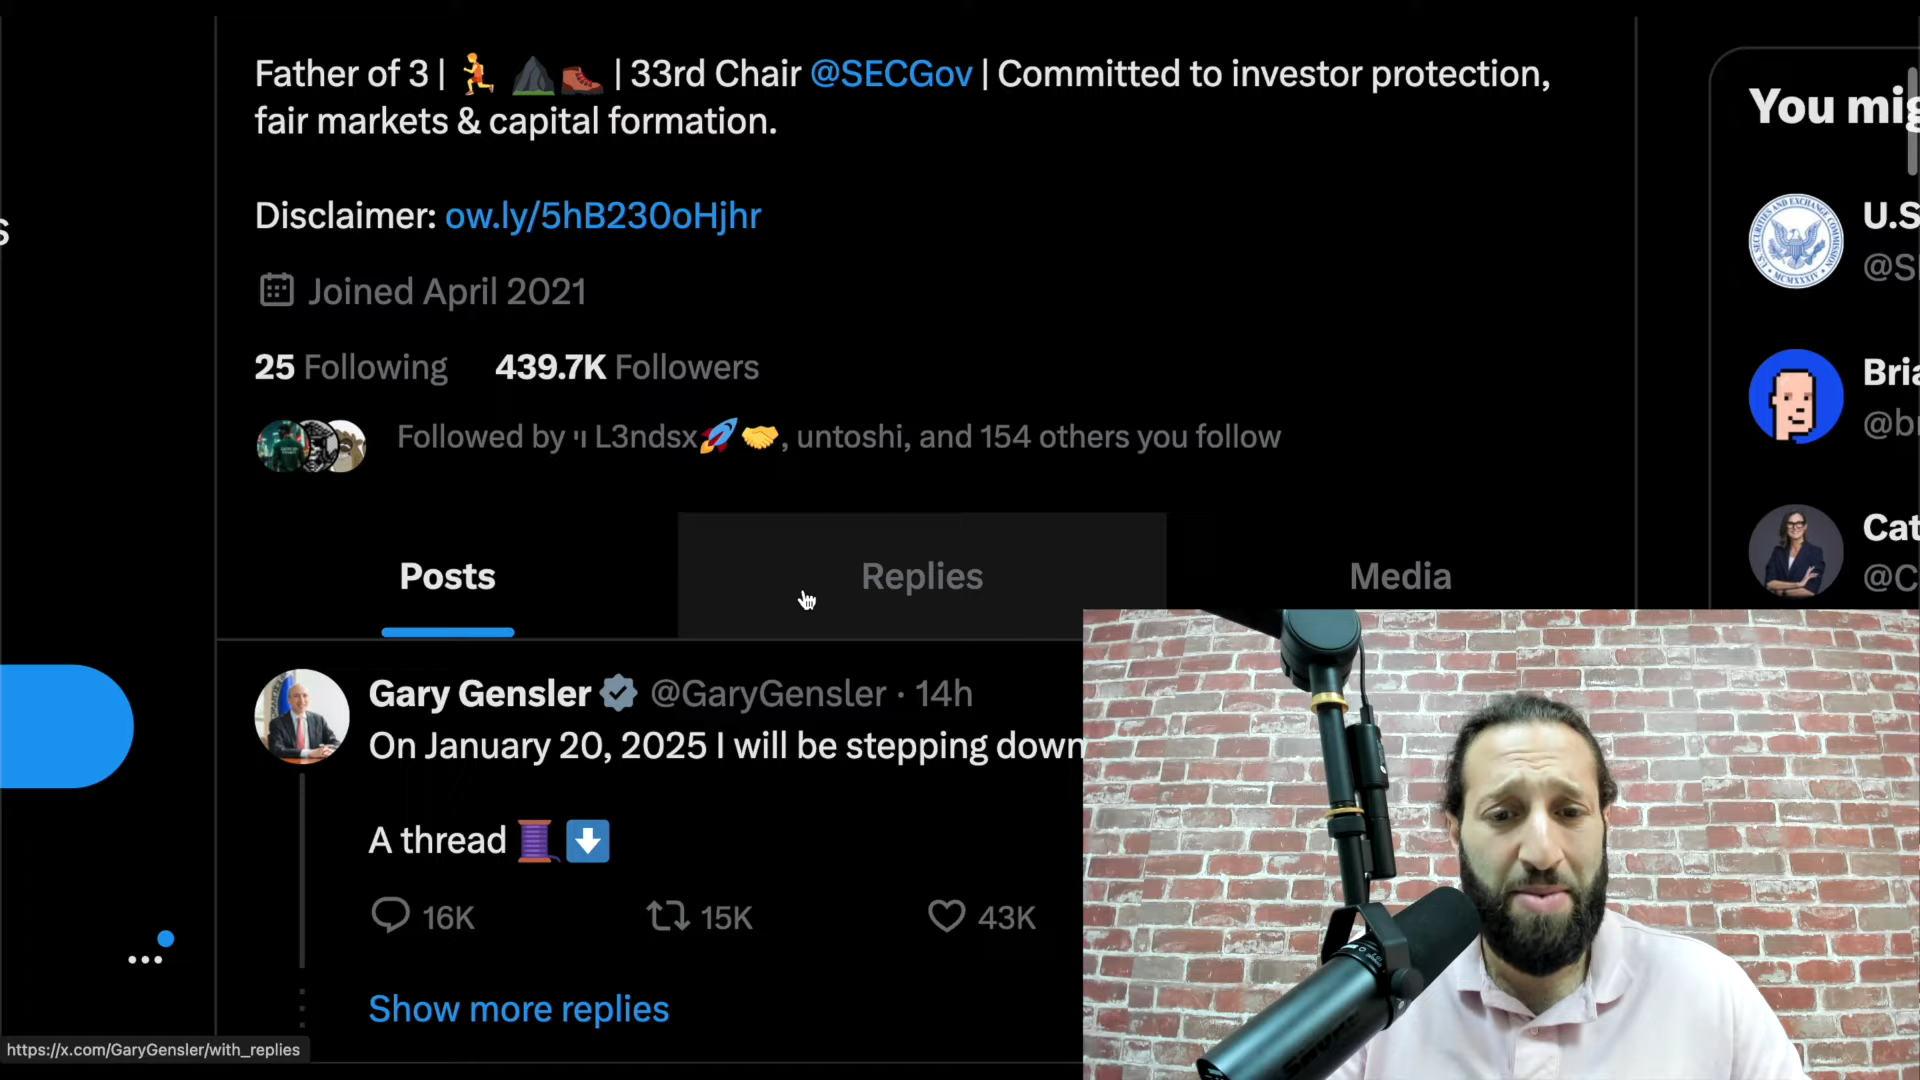 Father of 3 | 🏃 ⛰️ 🥾 | 33rd Chair @SECGov | Committed to investor protection,
fair markets & capital formation.
Disclaimer: ow.ly/5hB230oHjhr
Joined April 2021
25 Following 439.7K Followers
Followed by L3ndsx🚀🤝, untoshi, and 154 others you follow
Posts Replies Media
Gary Gensler @GaryGensler · 14h
On January 20, 2025 I will be stepping down
A thread 🧵 ⬇️
16K 15K 43K
Show more replies
https://x.com/GaryGensler/with_replies
You mig
U.S
@S
Bria
@br
Cat
@C
s